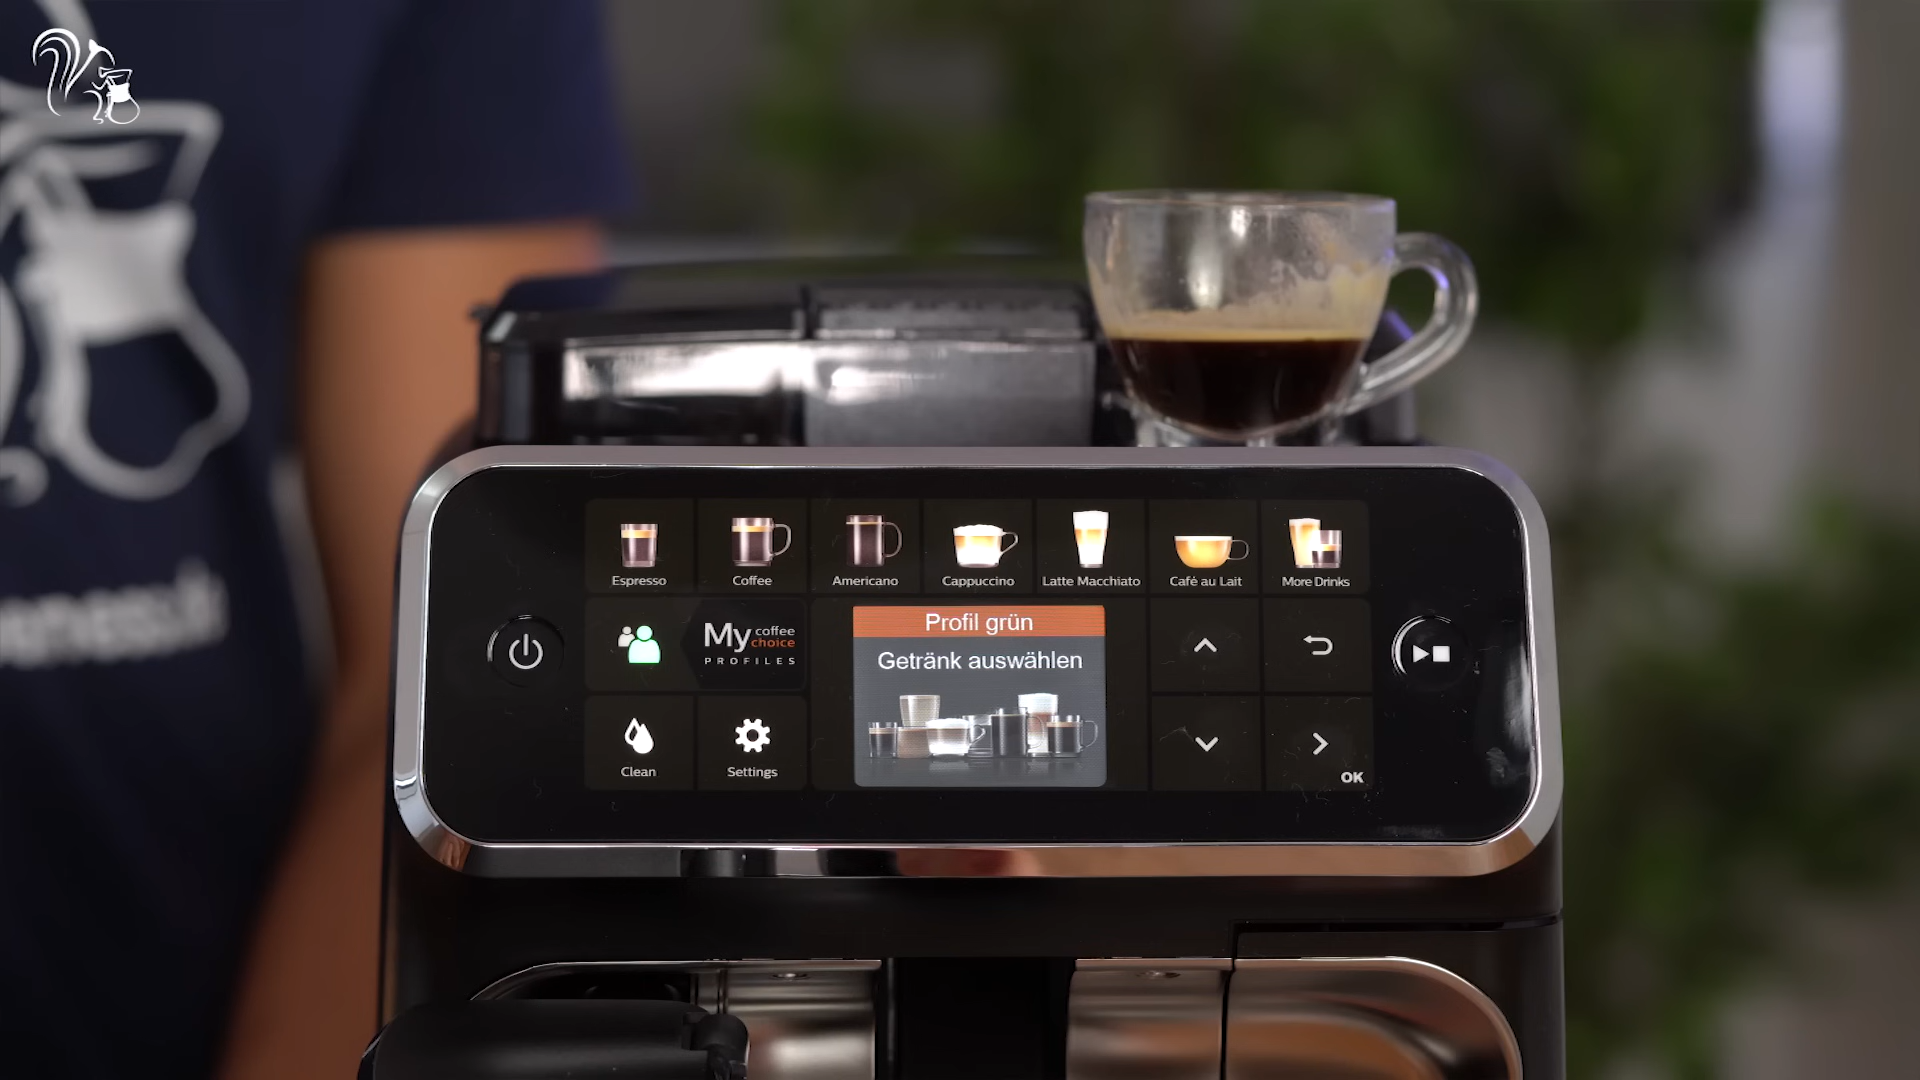 Espresso
Coffee
Americano
Cappuccino
Latte Macchiato
Café au Lait
More Drinks
My coffee choice
PROFILES
Profil grün
Getränk auswählen
Clean
Settings
OK